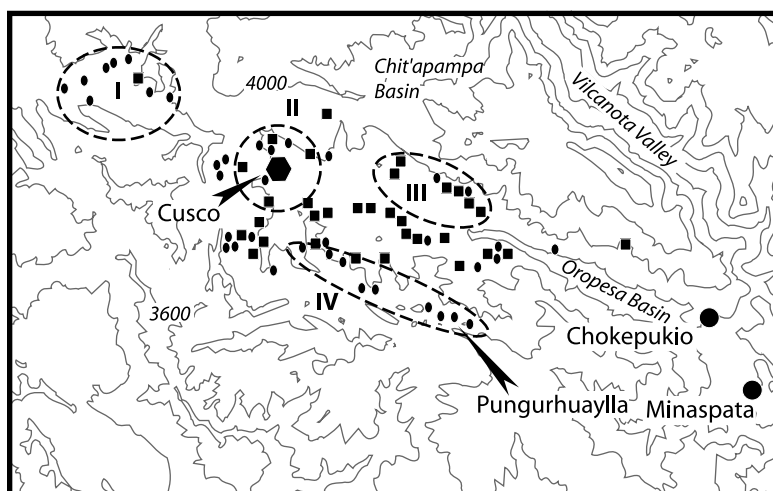 Chit'apampa
Basin
Vilcanota Valley
I
4000
II
III
Cusco
Oropesa Basin
IV
3600
Chokepukio
Pungurhuaylla
Minaspata